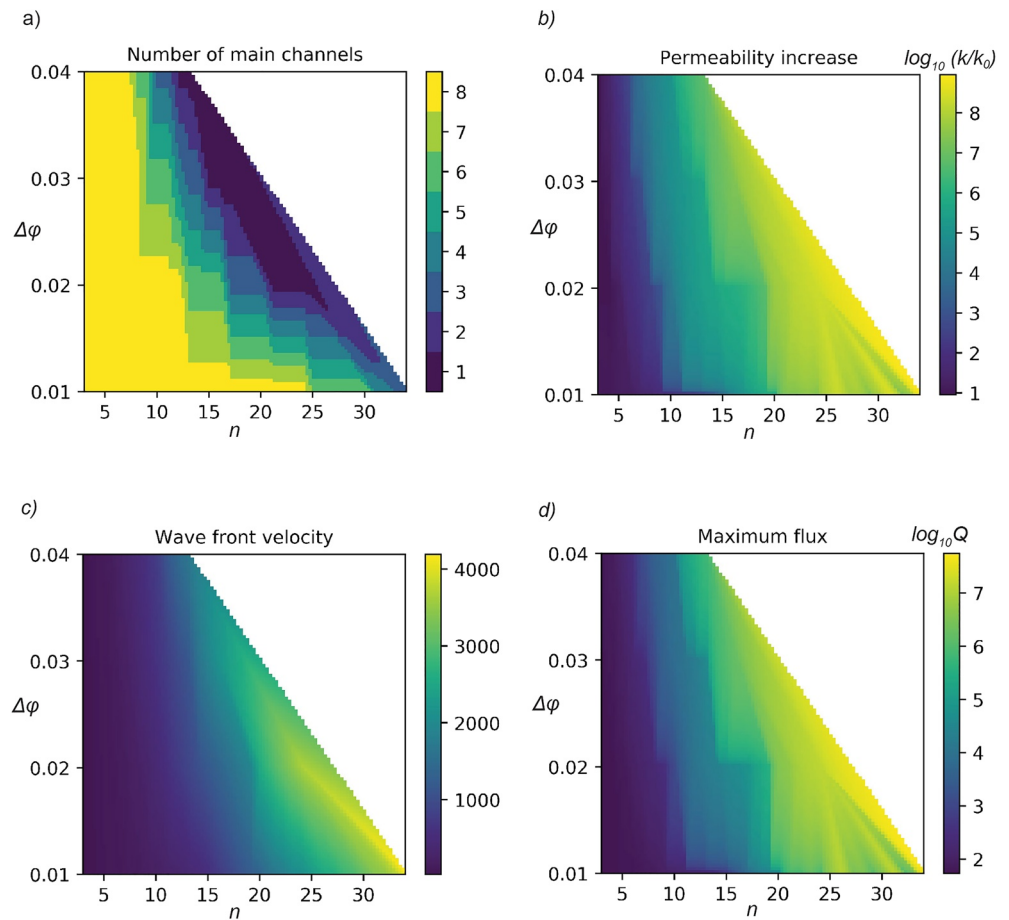 a)
Number of main channels
0.04
0.03
Δφ
0.02
0.01
5 10 15 20 25 30
n
8
7
6
5
4
3
2
1
b)
Permeability increase
log10 (k/k0)
0.04
0.03
Δφ
0.02
0.01
5 10 15 20 25 30
n
8
7
6
5
4
3
2
1
c)
Wave front velocity
0.04
0.03
Δφ
0.02
0.01
5 10 15 20 25 30
n
4000
3000
2000
1000
d)
Maximum flux
log10Q
0.04
0.03
Δφ
0.02
0.01
5 10 15 20 25 30
n
7
6
5
4
3
2